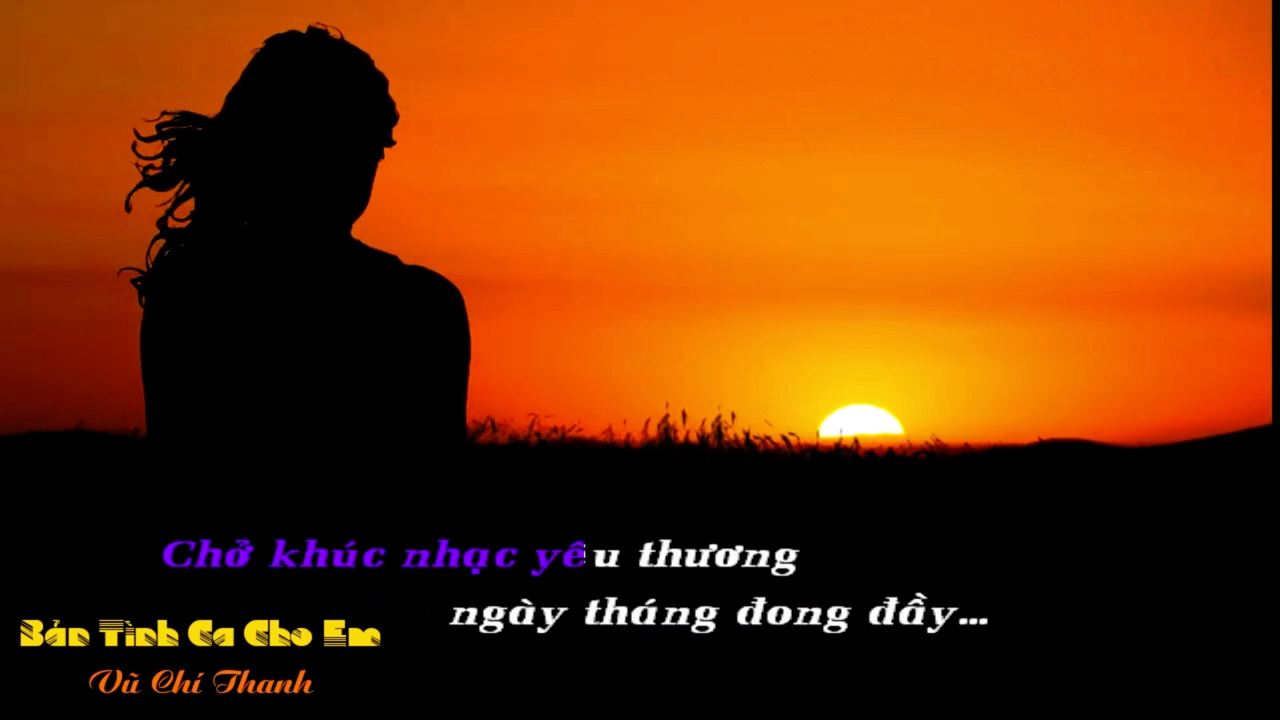 Chở khúc nhạc yêu thương
ngày tháng đong đầy...
Bản Tình Ca Cho Em
Vũ Chí Thanh